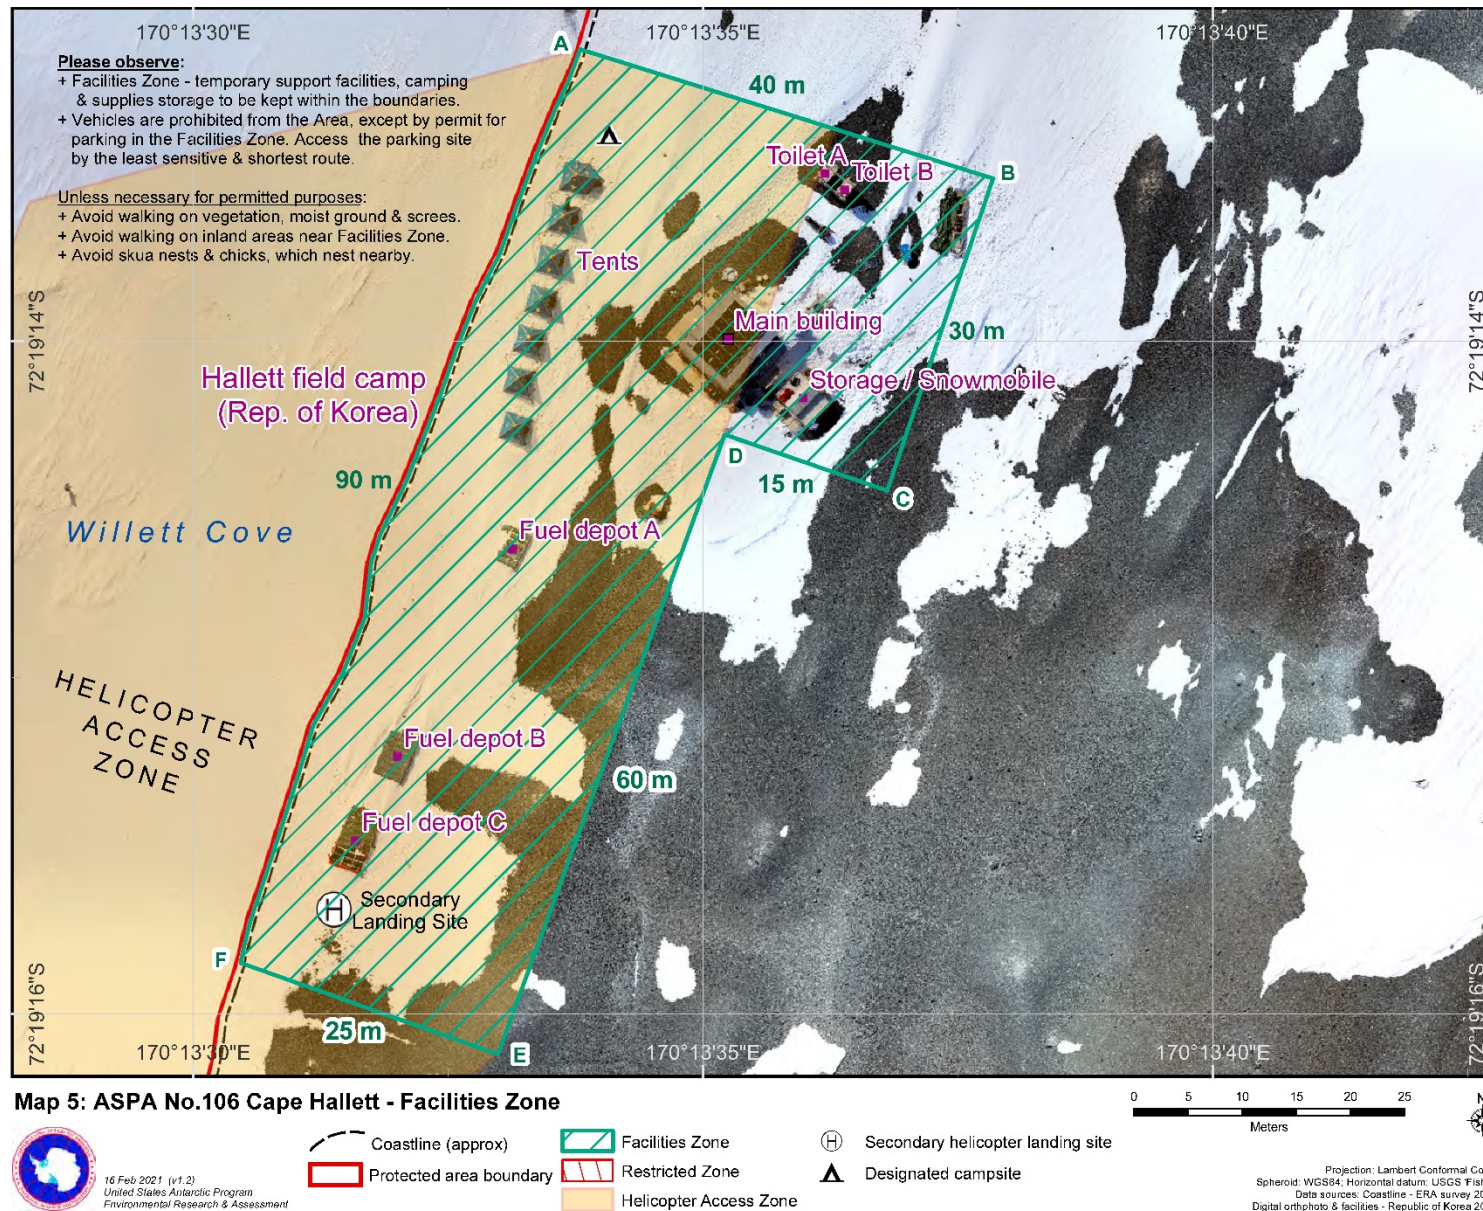 170°13'30"E
170°13'35"E
170°13'40"E
A
Please observe:
+ Facilities Zone - temporary support facilities, camping
& supplies storage to be kept within the boundaries.
+ Vehicles are prohibited from the Area, except by permit for
parking in the Facilities Zone. Access the parking site
by the least sensitive & shortest route.
Unless necessary for permitted purposes:
+ Avoid walking on vegetation, moist ground & screes.
+ Avoid walking on inland areas near Facilities Zone.
+ Avoid skua nests & chicks, which nest nearby.
40 m
Toilet A
Toilet B
B
Tents
Main building
30 m
72°19'14"S
72°19'14"S
Hallett field camp
(Rep. of Korea)
Storage / Snowmobile
D
15 m
C
90 m
Willett Cove
Fuel depot A
HELICOPTER
ACCESS
ZONE
Fuel depot B
60 m
Fuel depot C
H
Secondary
Landing Site
F
25 m
E
72°19'16"S
72°19'16"S
170°13'30"E
170°13'35"E
170°13'40"E
Map 5: ASPA No.106 Cape Hallett - Facilities Zone
0 5 10 15 20 25
Meters
N
16 Feb 2021 (v1.2)
United States Antarctic Program
Environmental Research & Assessment
Coastline (approx)
Protected area boundary
Facilities Zone
Restricted Zone
Helicopter Access Zone
H Secondary helicopter landing site
Designated campsite
Projection: Lambert Conformal Co
Spheroid: WGS84; Horizontal datum: USGS 'Fis
Data sources: Coastline - ERA survey 20
Digital orthphoto & facilities - Republic of Korea 20